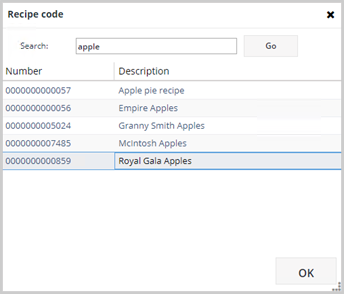 Recipe code
Search: apple Go
Number Description
0000000000057 Apple pie recipe
0000000000056 Empire Apples
0000000005024 Granny Smith Apples
0000000007485 McIntosh Apples
0000000000859 Royal Gala Apples
OK